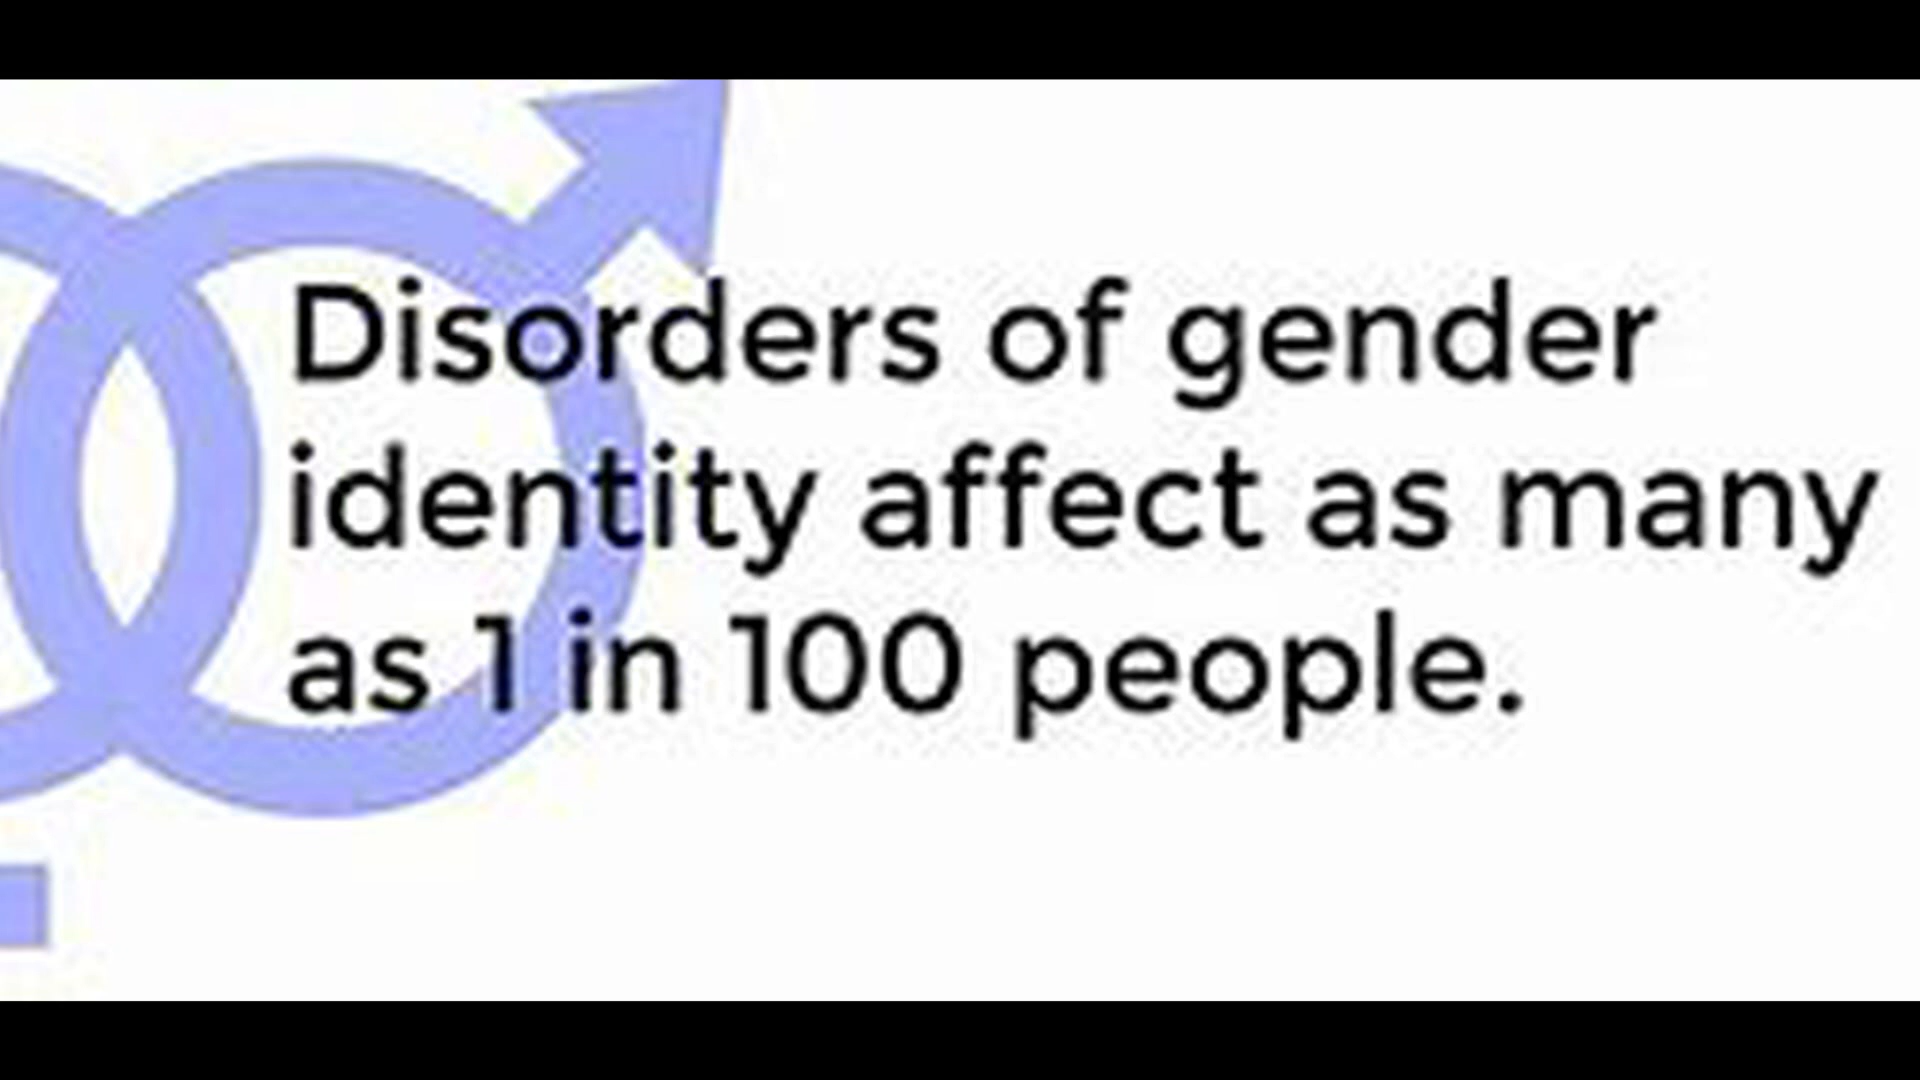 Disorders of gender
identity affect as many
as 1 in 100 people.